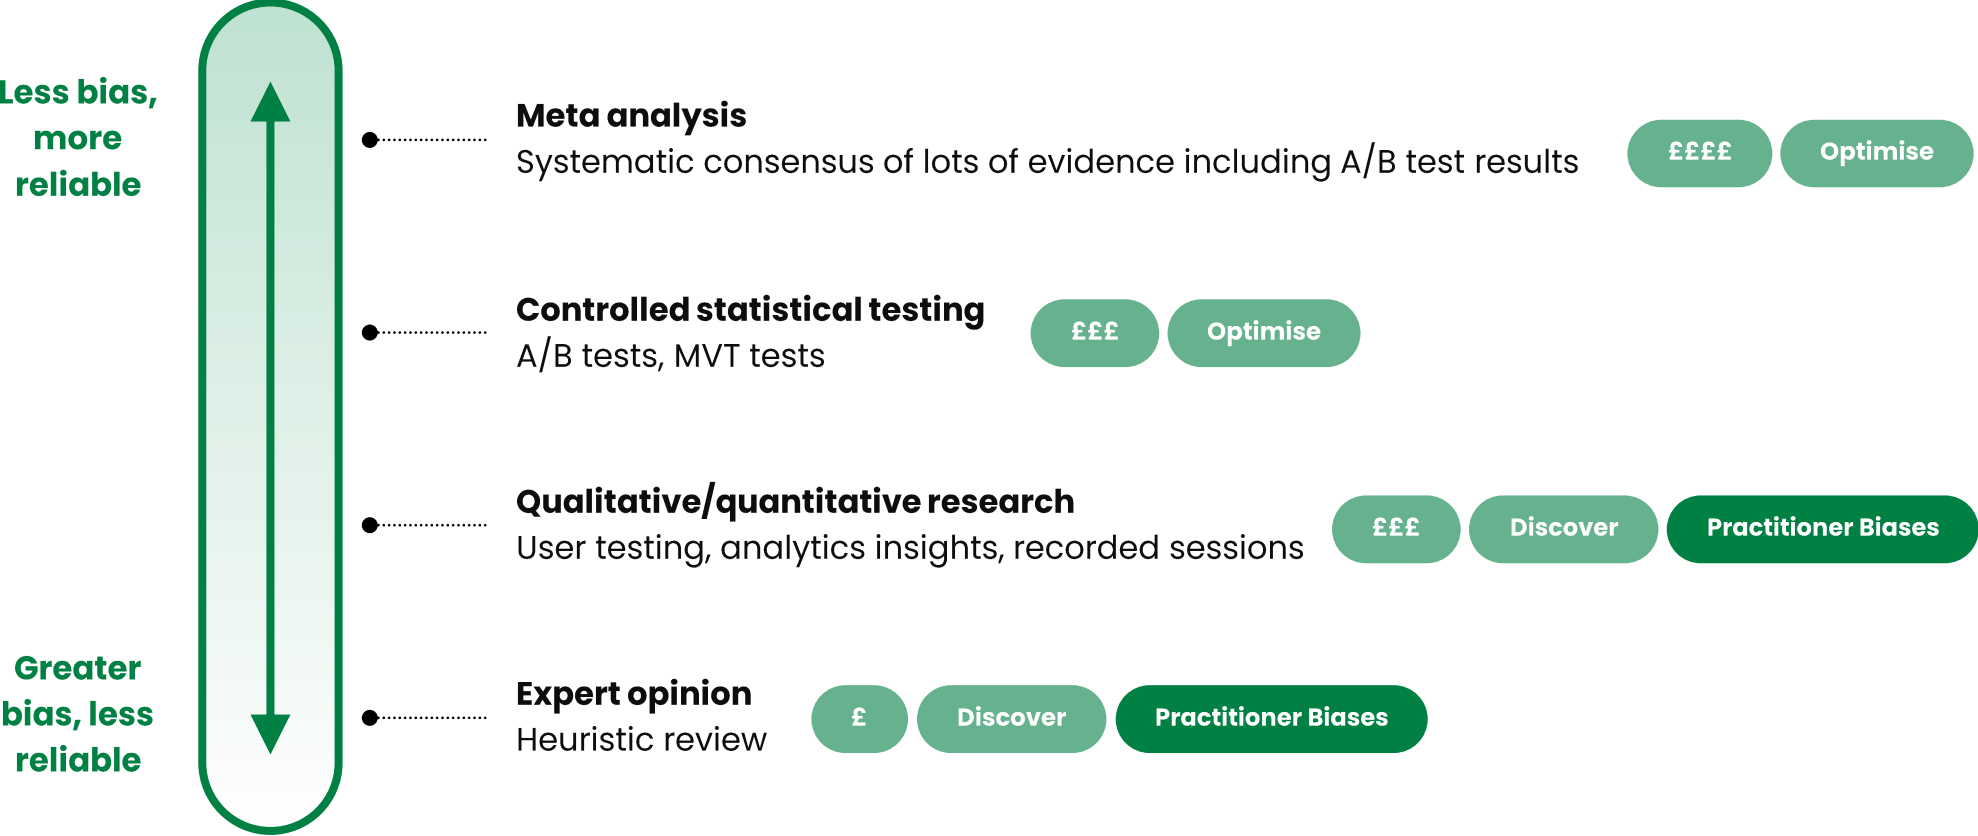 Less bias,
more
reliable
Meta analysis
Systematic consensus of lots of evidence including A/B test results
££££
Optimise
Controlled statistical testing
A/B tests, MVT tests
£££
Optimise
Qualitative/quantitative research
User testing, analytics insights, recorded sessions
£££
Discover
Practitioner Biases
Greater
bias, less
reliable
Expert opinion
Heuristic review
£
Discover
Practitioner Biases